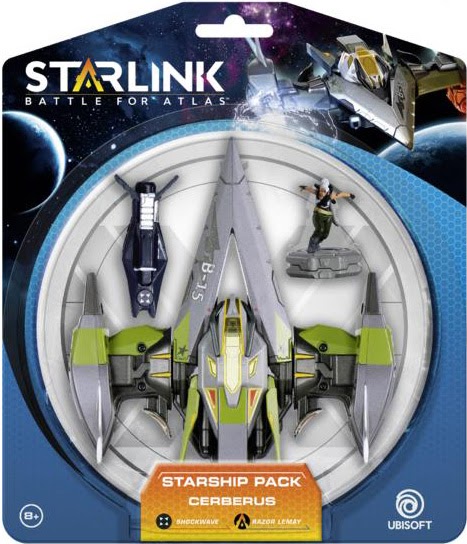 STARLINK
BATTLE FOR ATLAS
B-15
STARSHIP PACK
CERBERUS
SHOCKWAVE
RAZOR LEMAY
8+
UBISOFT